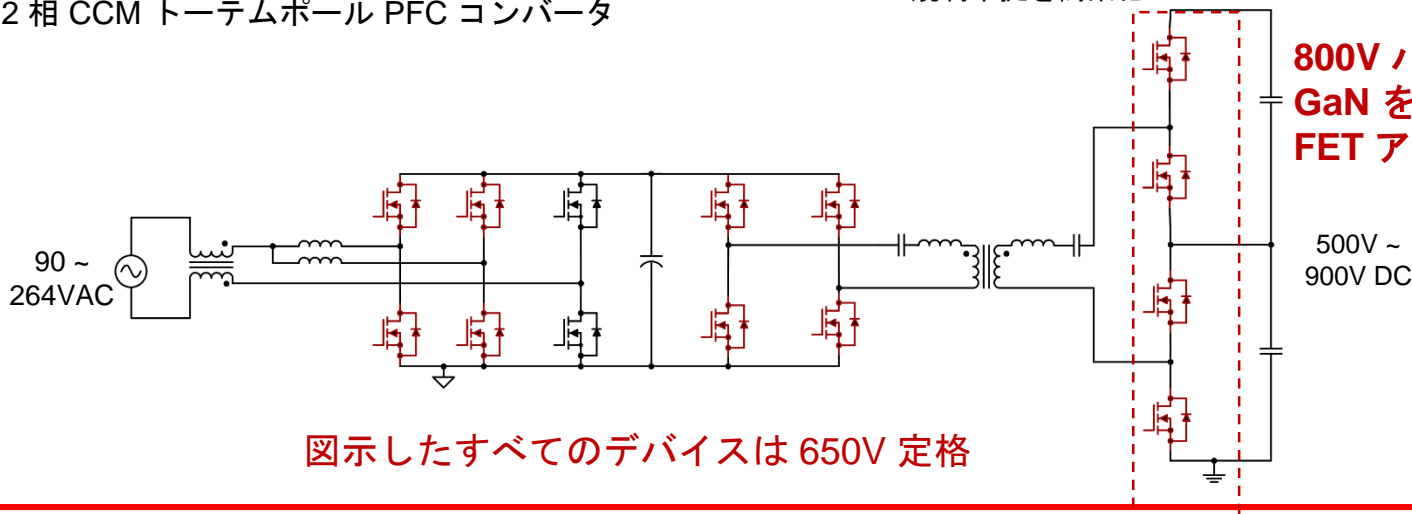 2 相 CCM トーテムポール PFC コンバータ
800V
GaN を
FET ア
90 ~
264VAC
500V ~
900V DC
図示したすべてのデバイスは 650V 定格